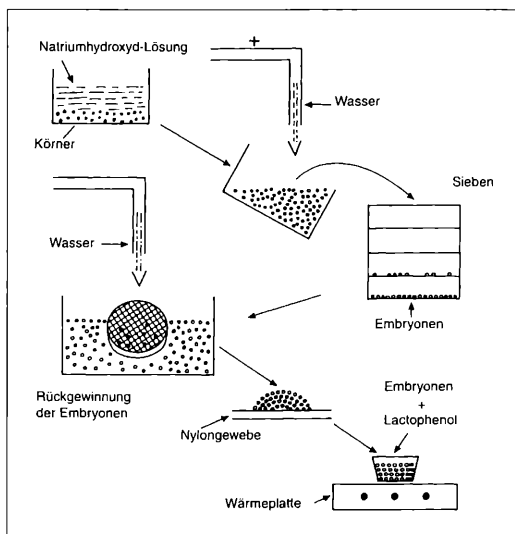 Natriumhydroxyd-Lösung
+
Wasser
Körner
Sieben
Wasser
Embryonen
Rückgewinnung
der Embryonen
Nylongewebe
Embryonen
+
Lactophenol
Wärmeplatte